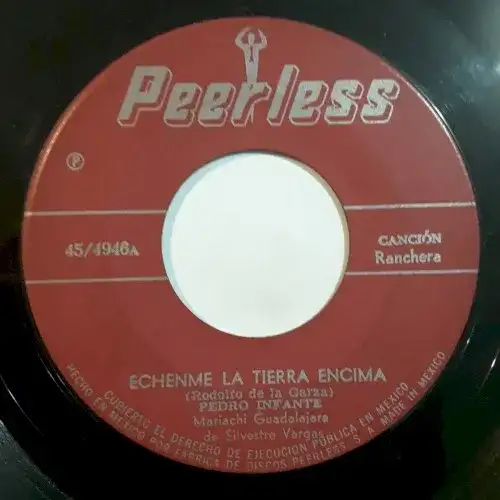 Peerless
℗
45/4946A
CANCIÓN
Ranchera
ECHENME LA TIERRA ENCIMA
(Rodolfo de la Garza)
PEDRO INFANTE
Mariachi Guadalajara
de Silvestre Vargas
CUBIERTO EL DERECHO DE EJECUCION PÚBLICA EN MEXICO
HECHO EN MEXICO POR FABRICA DE DISCOS PEERLESS S A MADE IN MEXICO